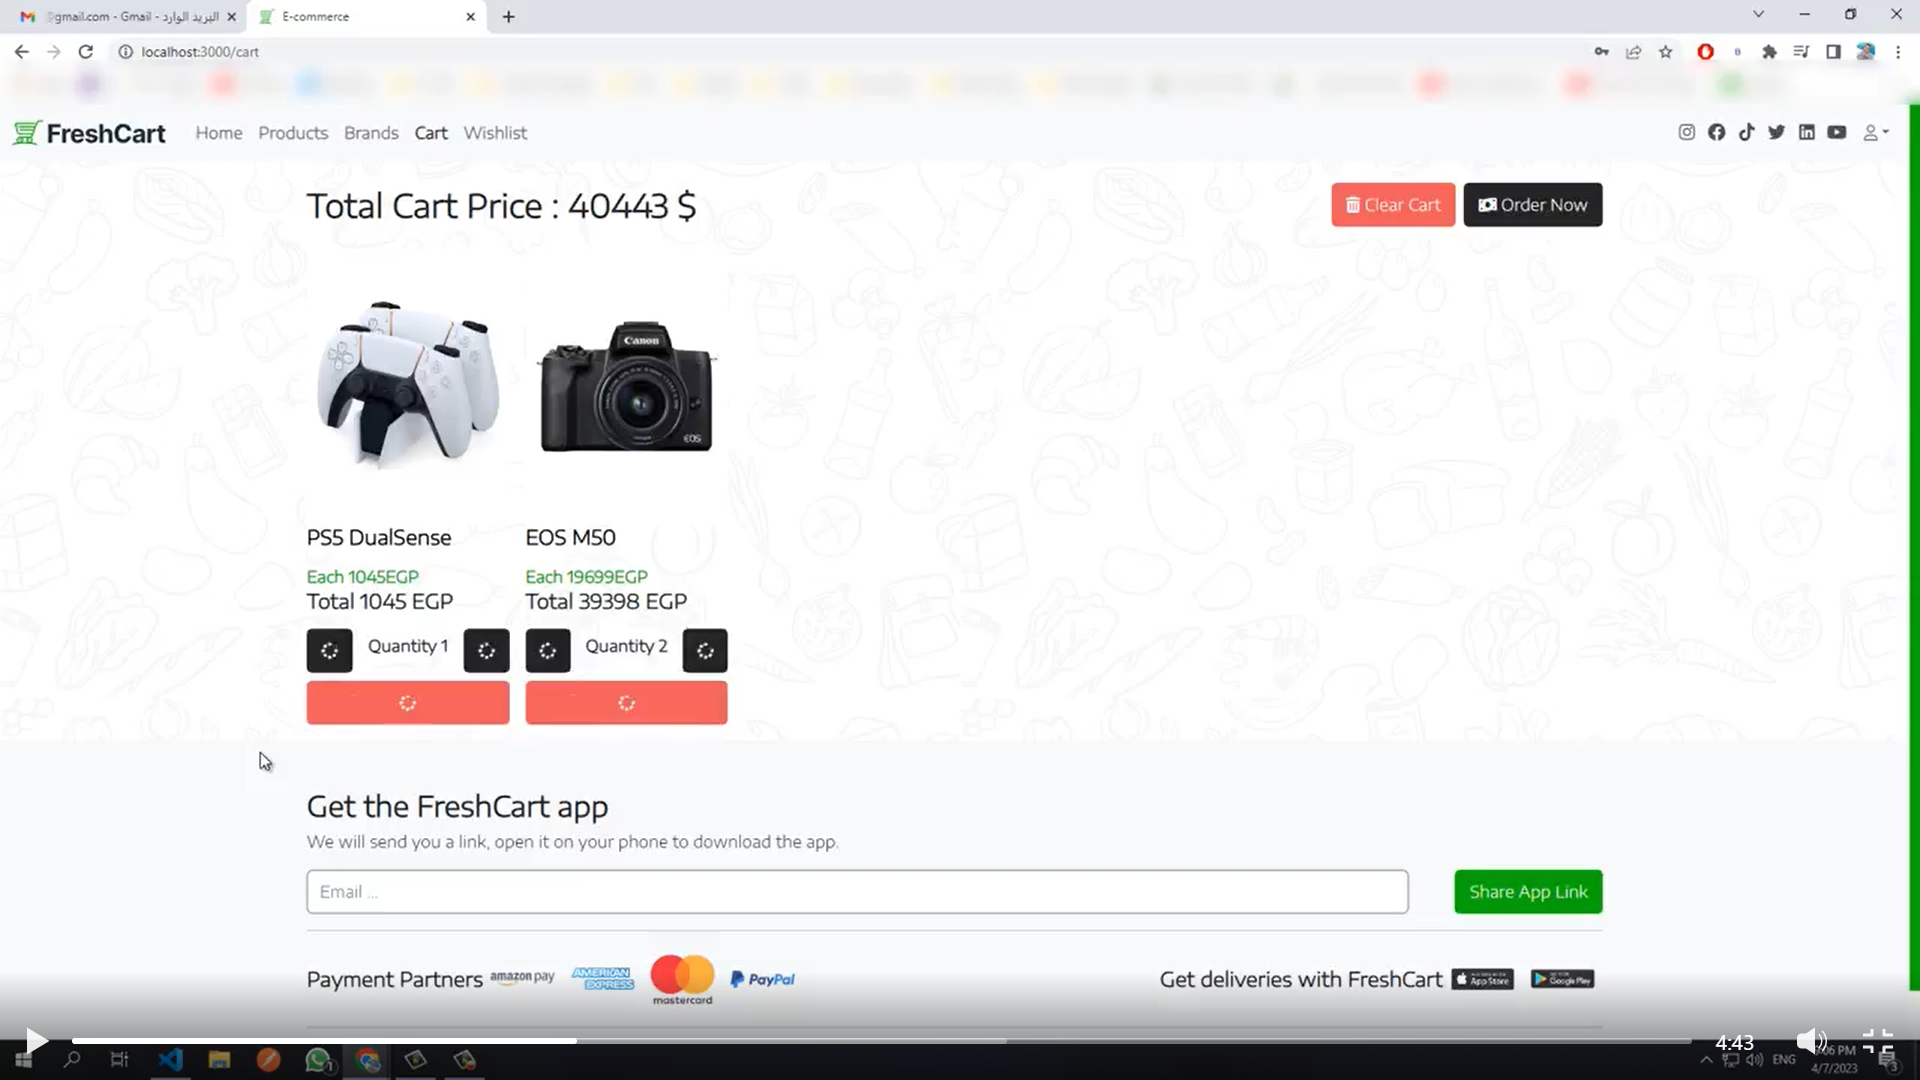 @gmail.com - Gmail - البريد الوارد
E-commerce
localhost:3000/cart
FreshCart
Home
Products
Brands
Cart
Wishlist
Total Cart Price : 40443 $
Clear Cart
Order Now
Canon
EOS
PS5 DualSense
EOS M50
Each 1045EGP
Each 19699EGP
Total 1045 EGP
Total 39398 EGP
Quantity 1
Quantity 2
Get the FreshCart app
We will send you a link, open it on your phone to download the app.
Email ...
Share App Link
Payment Partners
amazon pay
AMERICAN
EXPRESS
mastercard
PayPal
Get deliveries with FreshCart
App Store
Google Play
4:43
ENG
:06 PM
4/7/2023